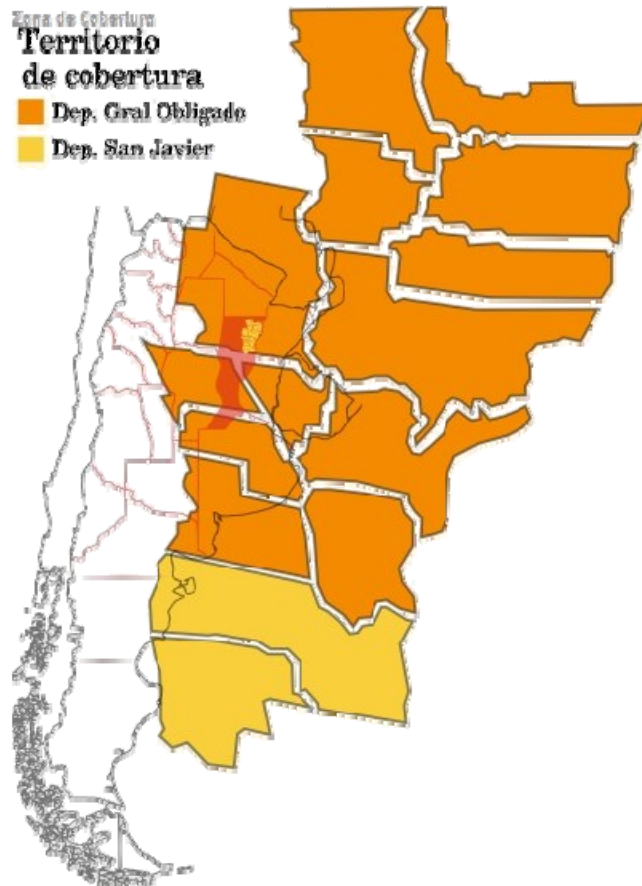 Zona de Cobertura
Territorio
de cobertura
Dep. Gral Obligado
Dep. San Javier